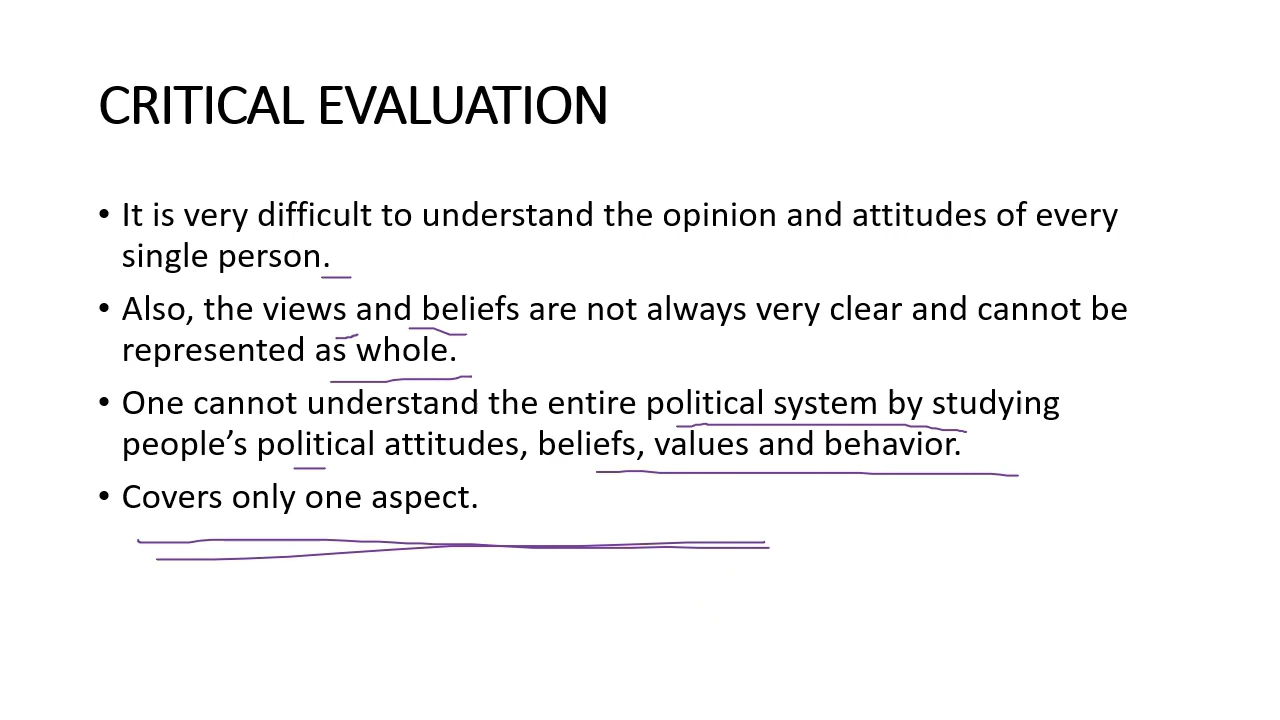 CRITICAL EVALUATION
• It is very difficult to understand the opinion and attitudes of every
single person.
• Also, the views and beliefs are not always very clear and cannot be
represented as whole.
• One cannot understand the entire political system by studying
people’s political attitudes, beliefs, values and behavior.
• Covers only one aspect.